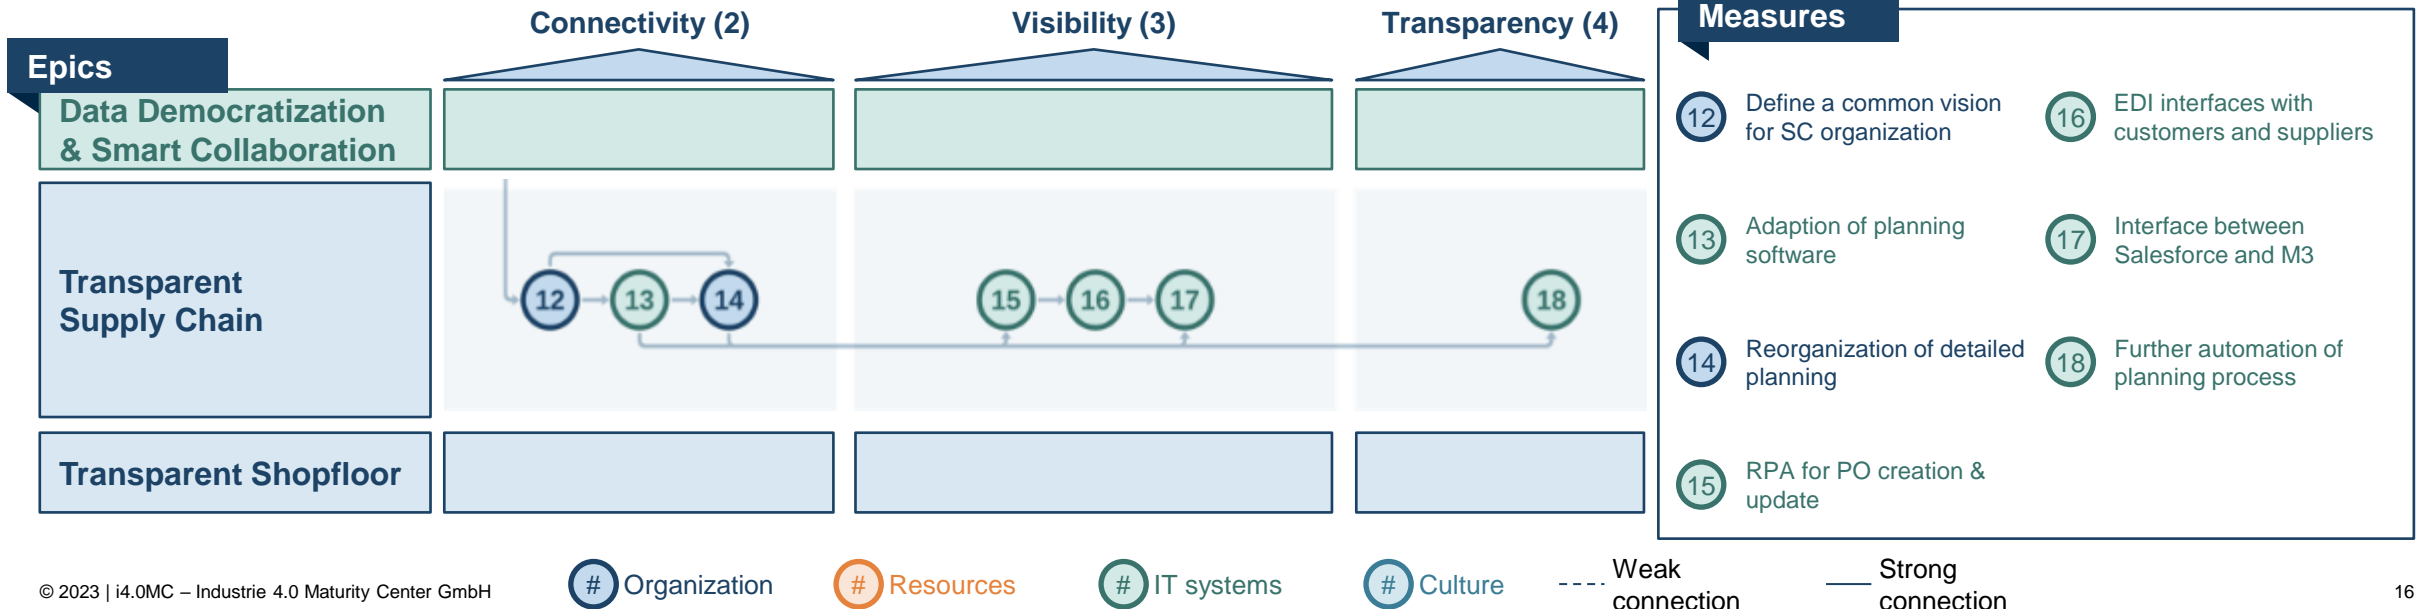 Connectivity (2)
Visibility (3)
Transparency (4)
Measures
Epics
Data Democratization
& Smart Collaboration
Transparent
Supply Chain
12
13
14
15
16
17
18
Transparent Shopfloor
12
Define a common vision
for SC organization
13
Adaption of planning
software
14
Reorganization of detailed
planning
15
RPA for PO creation &
update
16
EDI interfaces with
customers and suppliers
17
Interface between
Salesforce and M3
18
Further automation of
planning process
© 2023 | i4.0MC – Industrie 4.0 Maturity Center GmbH
# Organization
# Resources
# IT systems
# Culture
Weak
connection
Strong
connection
16